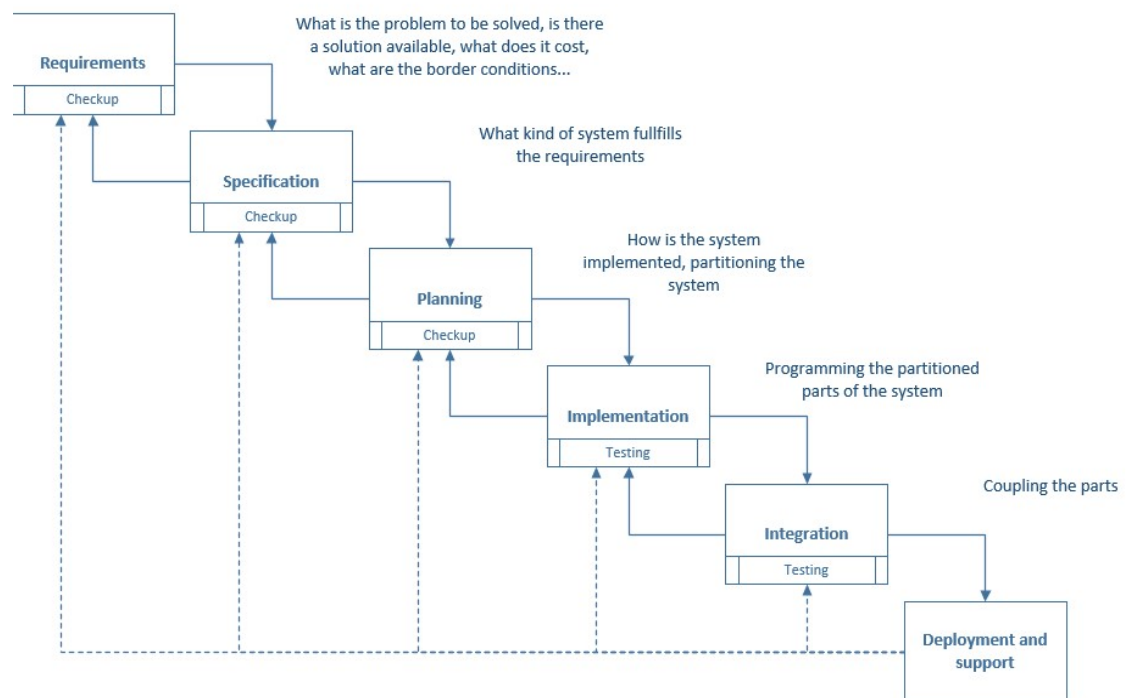 What is the problem to be solved, is there
a solution available, what does it cost,
what are the border conditions...
Requirements
Checkup
What kind of system fullfills
the requirements
Specification
Checkup
How is the system
implemented, partitioning the
system
Planning
Checkup
Programming the partitioned
parts of the system
Implementation
Testing
Coupling the parts
Integration
Testing
Deployment and
support